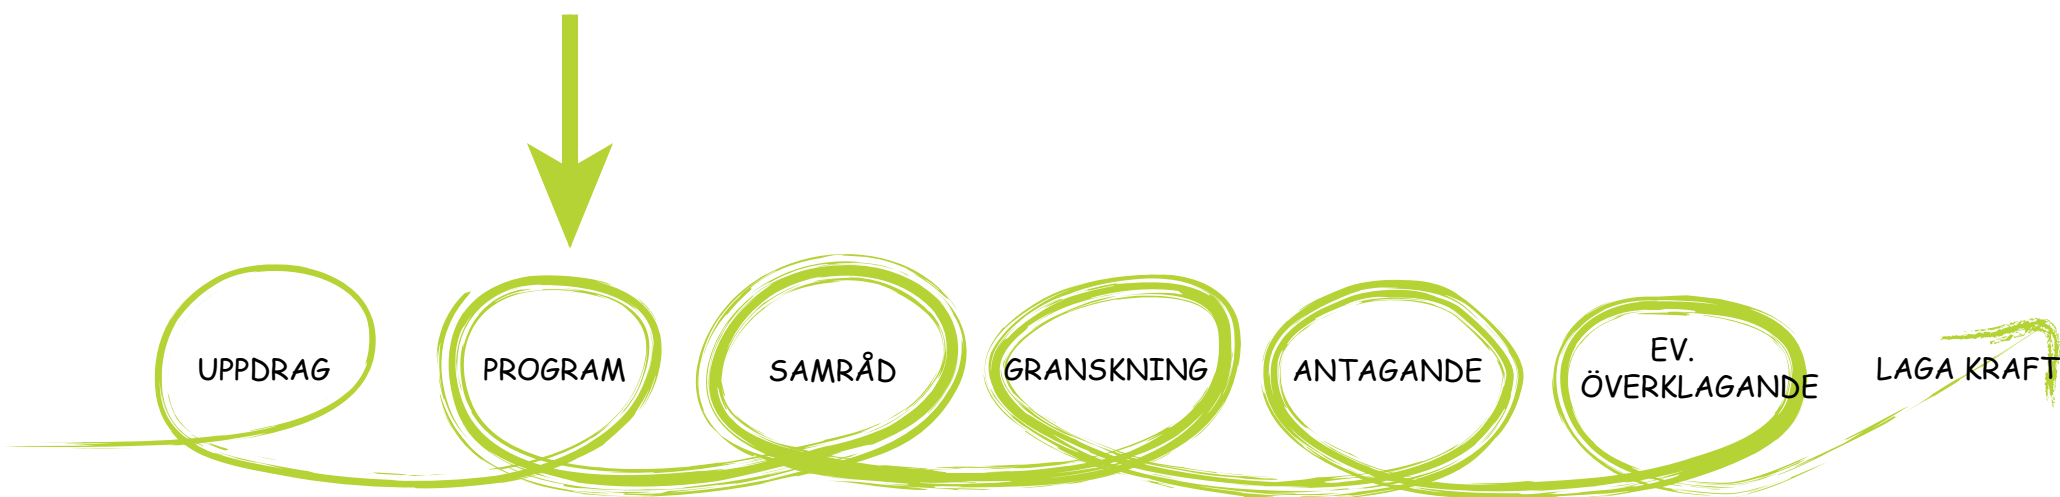 UPPDRAG
PROGRAM
SAMRÅD
GRANSKNING
ANTAGANDE
EV.
ÖVERKLAGANDE
LAGA KRAFT